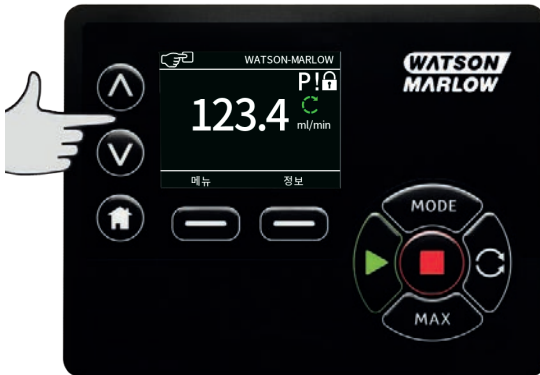 WATSON-MARLOW
P!
123.4
ml/min
메뉴 정보
WATSON
MARLOW
MODE
MAX